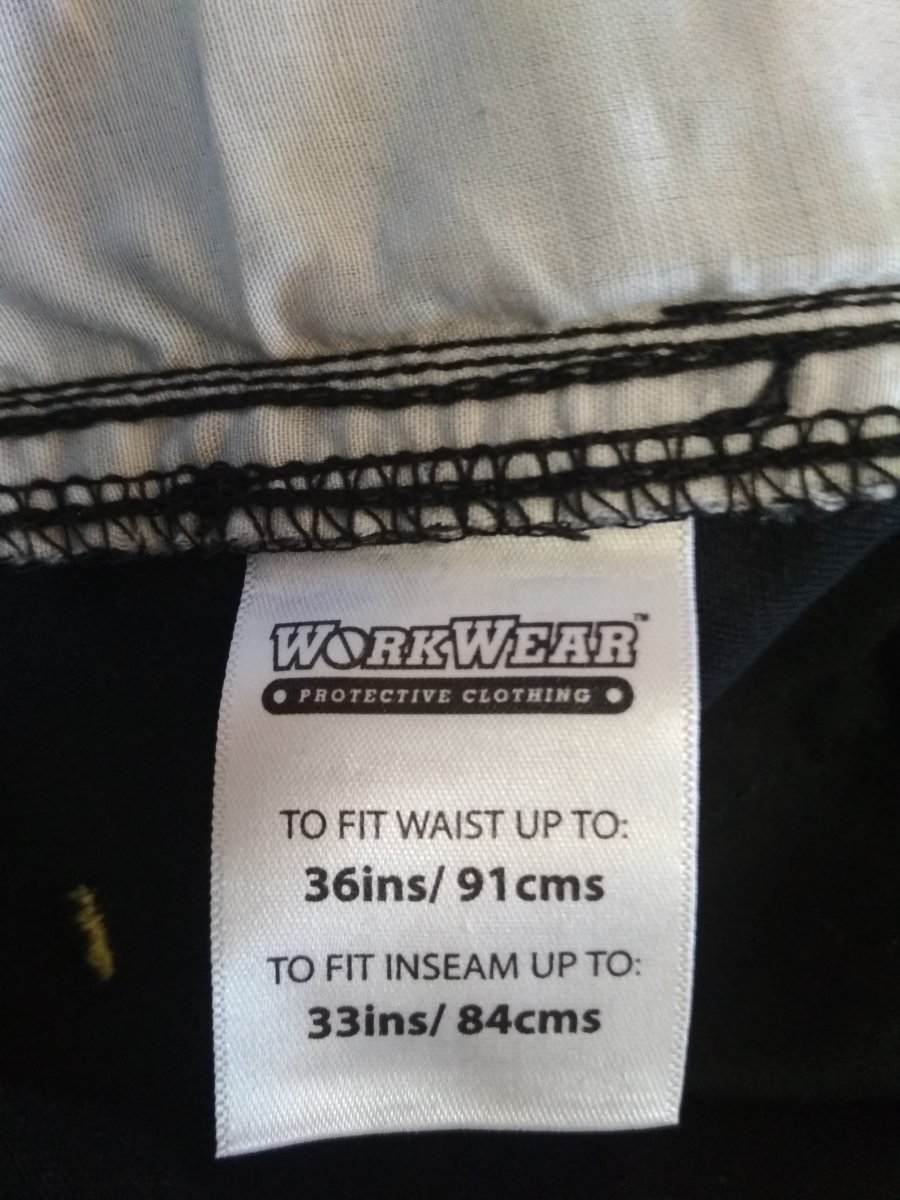 WORKWEAR™
PROTECTIVE CLOTHING
TO FIT WAIST UP TO:
36ins/ 91cms
TO FIT INSEAM UP TO:
33ins/ 84cms